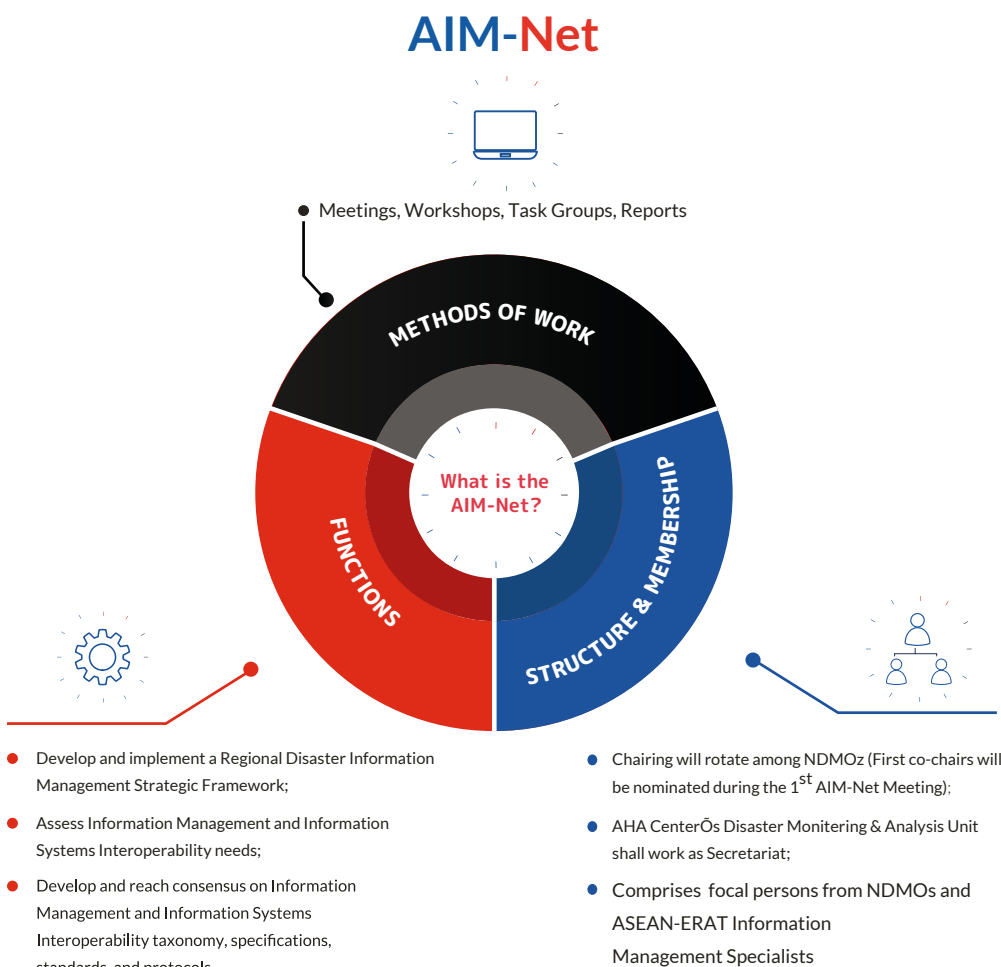 AIM-Net
Meetings, Workshops, Task Groups, Reports
METHODS OF WORK
What is the
AIM-Net?
FUNCTIONS
STRUCTURE & MEMBERSHIP
Develop and implement a Regional Disaster Information
Management Strategic Framework;
Assess Information Management and Information
Systems Interoperability needs;
Develop and reach consensus on Information
Management and Information Systems
Interoperability taxonomy, specifications,
standards, and protocols
Chairing will rotate among NDMOz (First co-chairs will
be nominated during the 1st AIM-Net Meeting);
AHA CenterÕs Disaster Monitering & Analysis Unit
shall work as Secretariat;
Comprises focal persons from NDMOs and
ASEAN-ERAT Information
Management Specialists